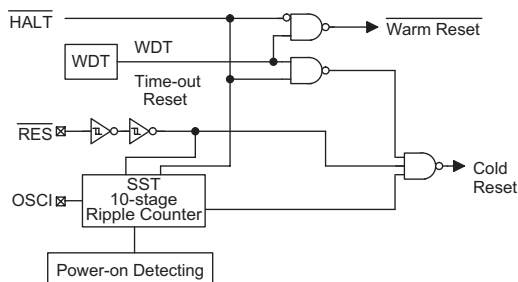 HALT
WDT
WDT
Time-out
Reset
Warm Reset
RES
Cold
Reset
OSCI
SST
10-stage
Ripple Counter
Power-on Detecting